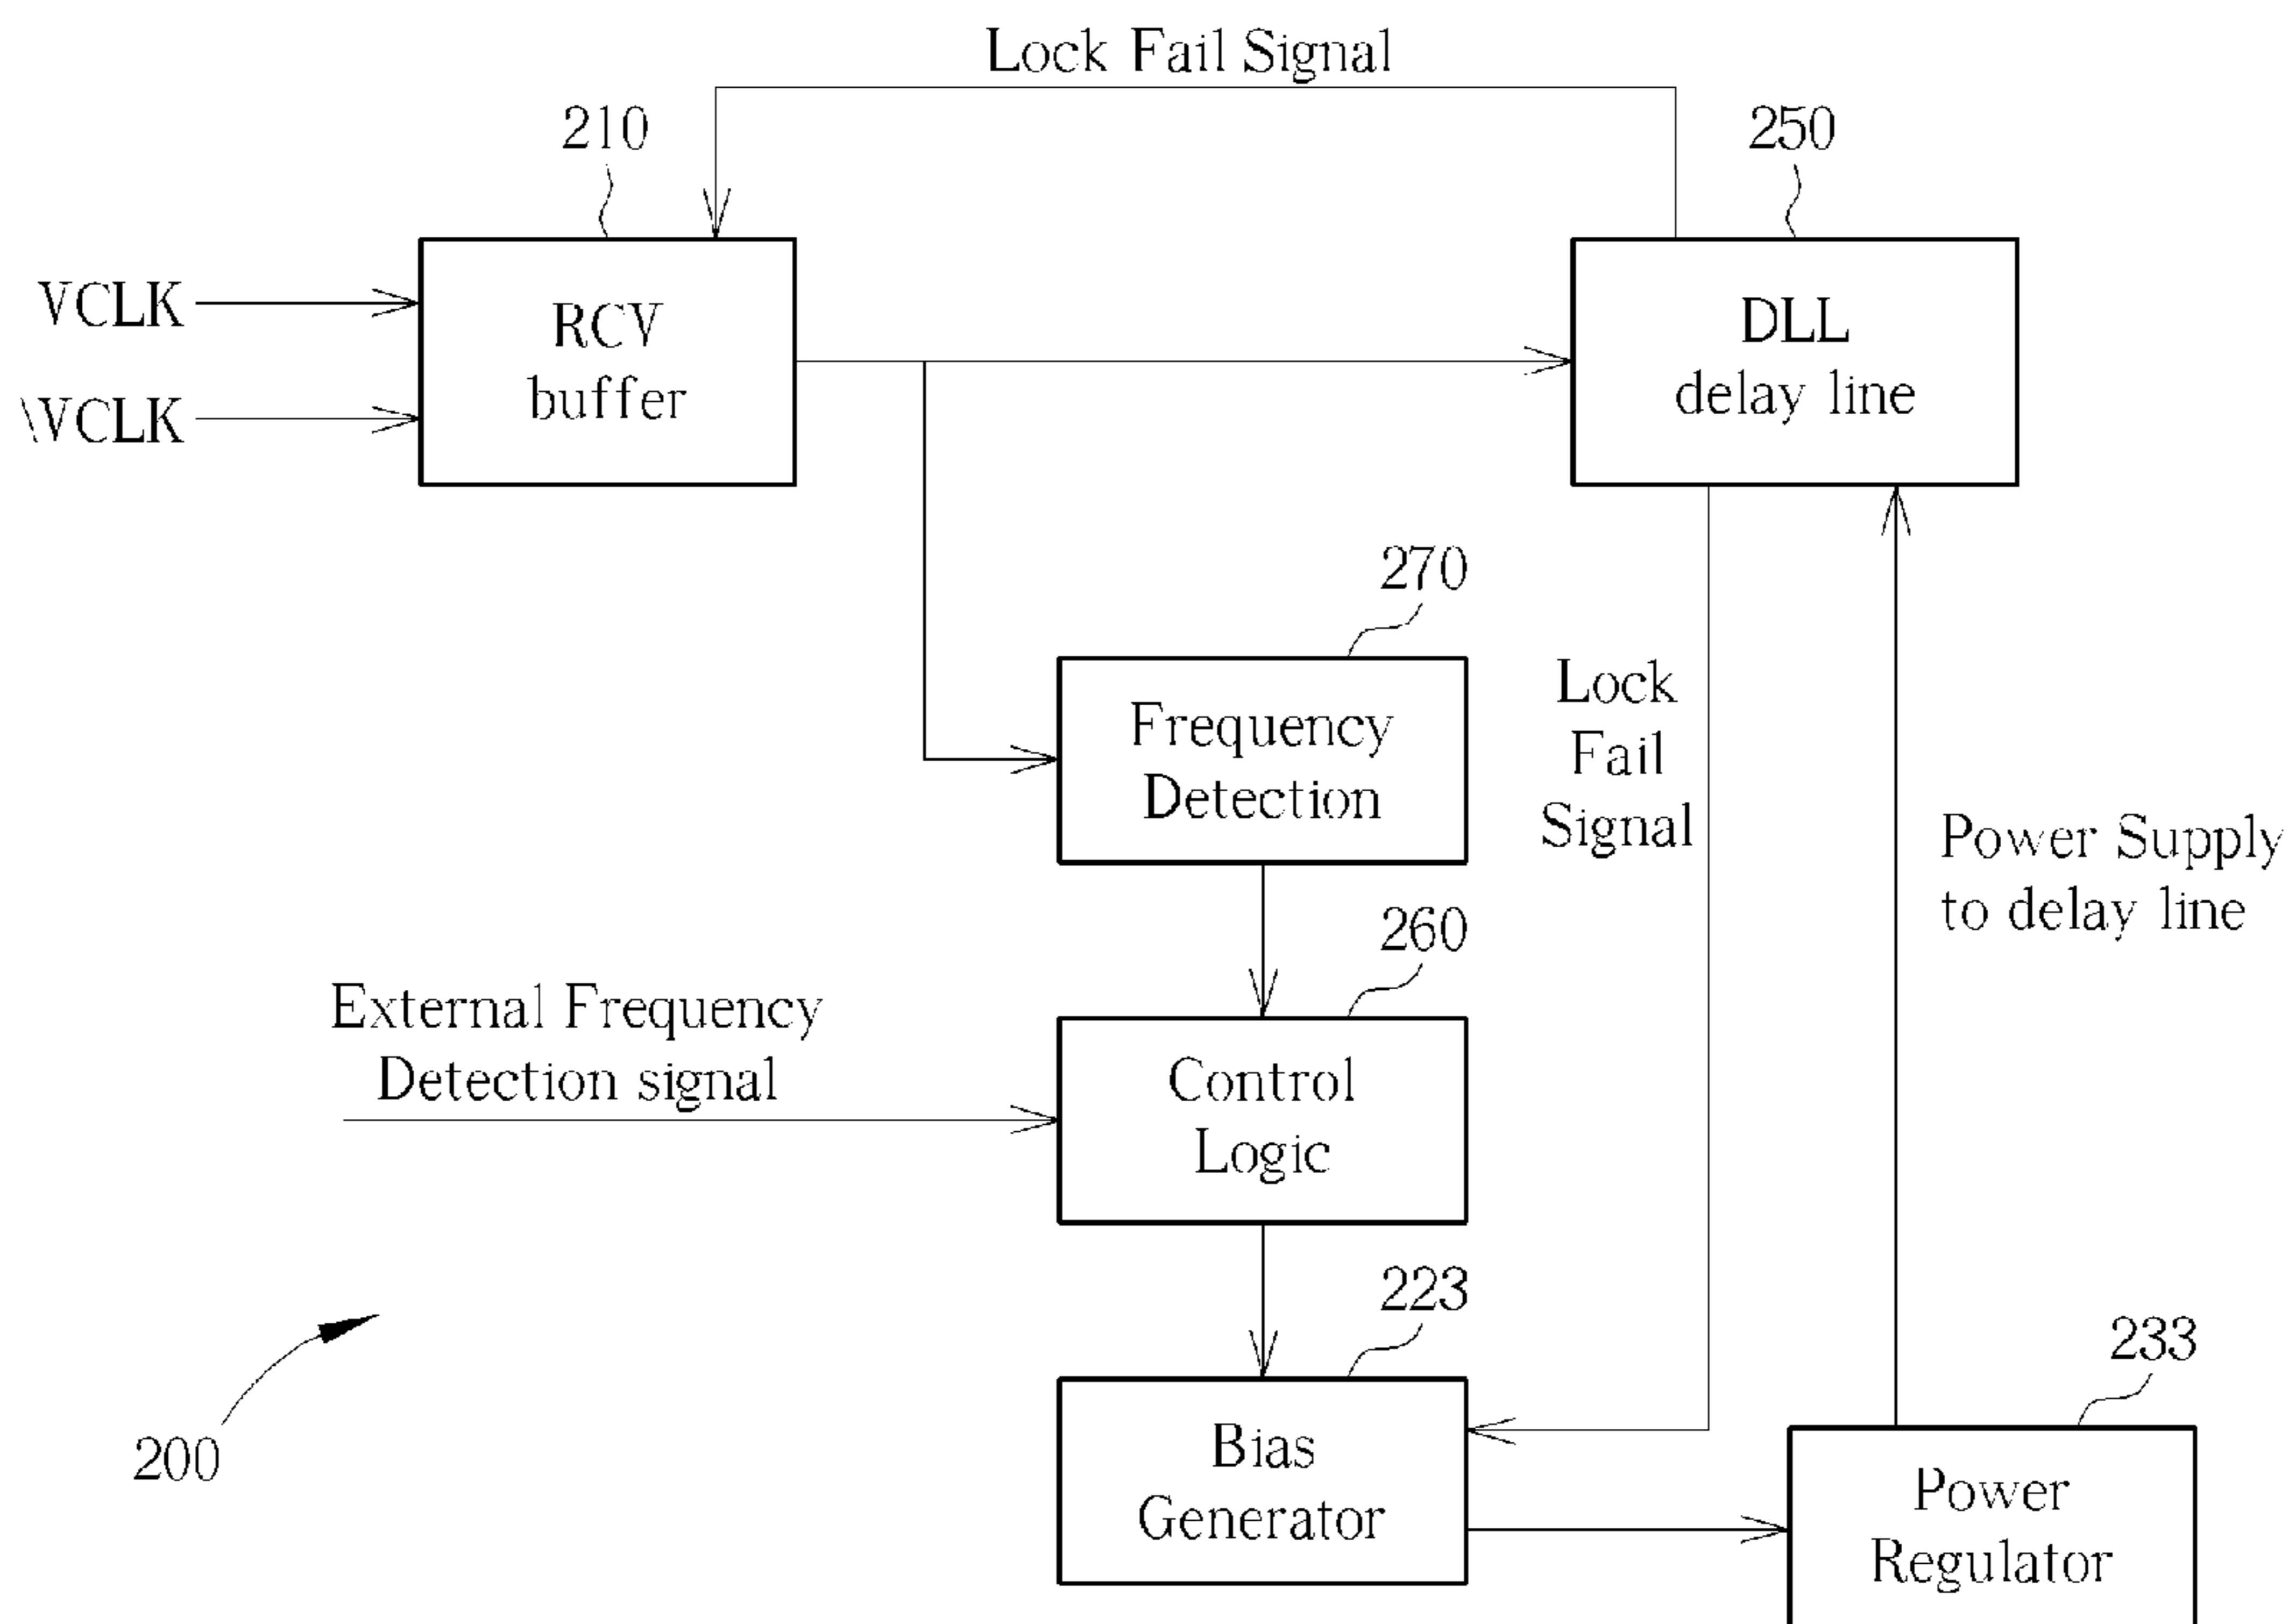 Lock Fail Signal
210
250
VCLK
\VCLK
RCV
buffer
DLL
delay line
270
Frequency
Detection
Lock
Fail
Signal
Power Supply
to delay line
260
External Frequency
Detection signal
Control
Logic
223
233
200
Bias
Generator
Power
Regulator